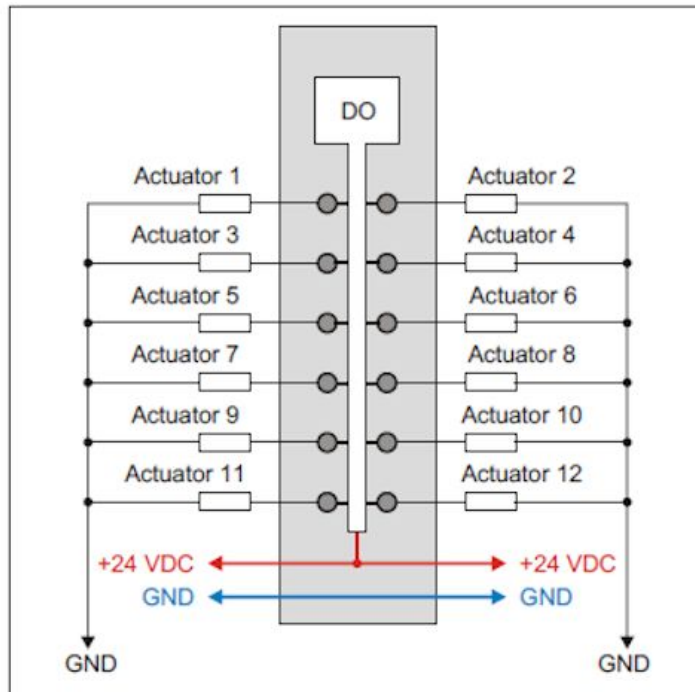 DO
Actuator 1 Actuator 2
Actuator 3 Actuator 4
Actuator 5 Actuator 6
Actuator 7 Actuator 8
Actuator 9 Actuator 10
Actuator 11 Actuator 12
+24 VDC +24 VDC
GND GND
GND GND